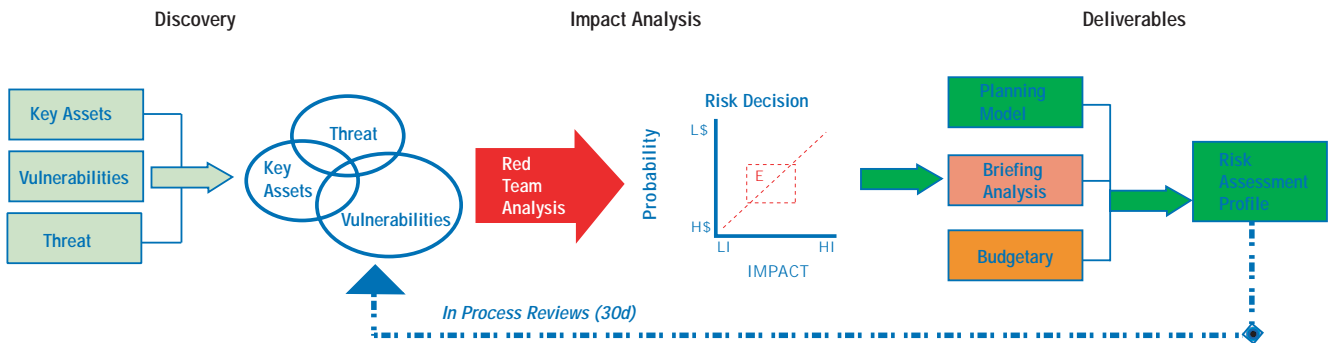 Discovery
Impact Analysis
Deliverables
Key Assets
Vulnerabilities
Threat
Threat
Key
Assets
Vulnerabilities
Red
Team
Analysis
Risk Decision
Probability
L$
E
H$
LI
HI
IMPACT
Planning
Model
Briefing
Analysis
Budgetary
Risk
Assessment
Profile
In Process Reviews (30d)